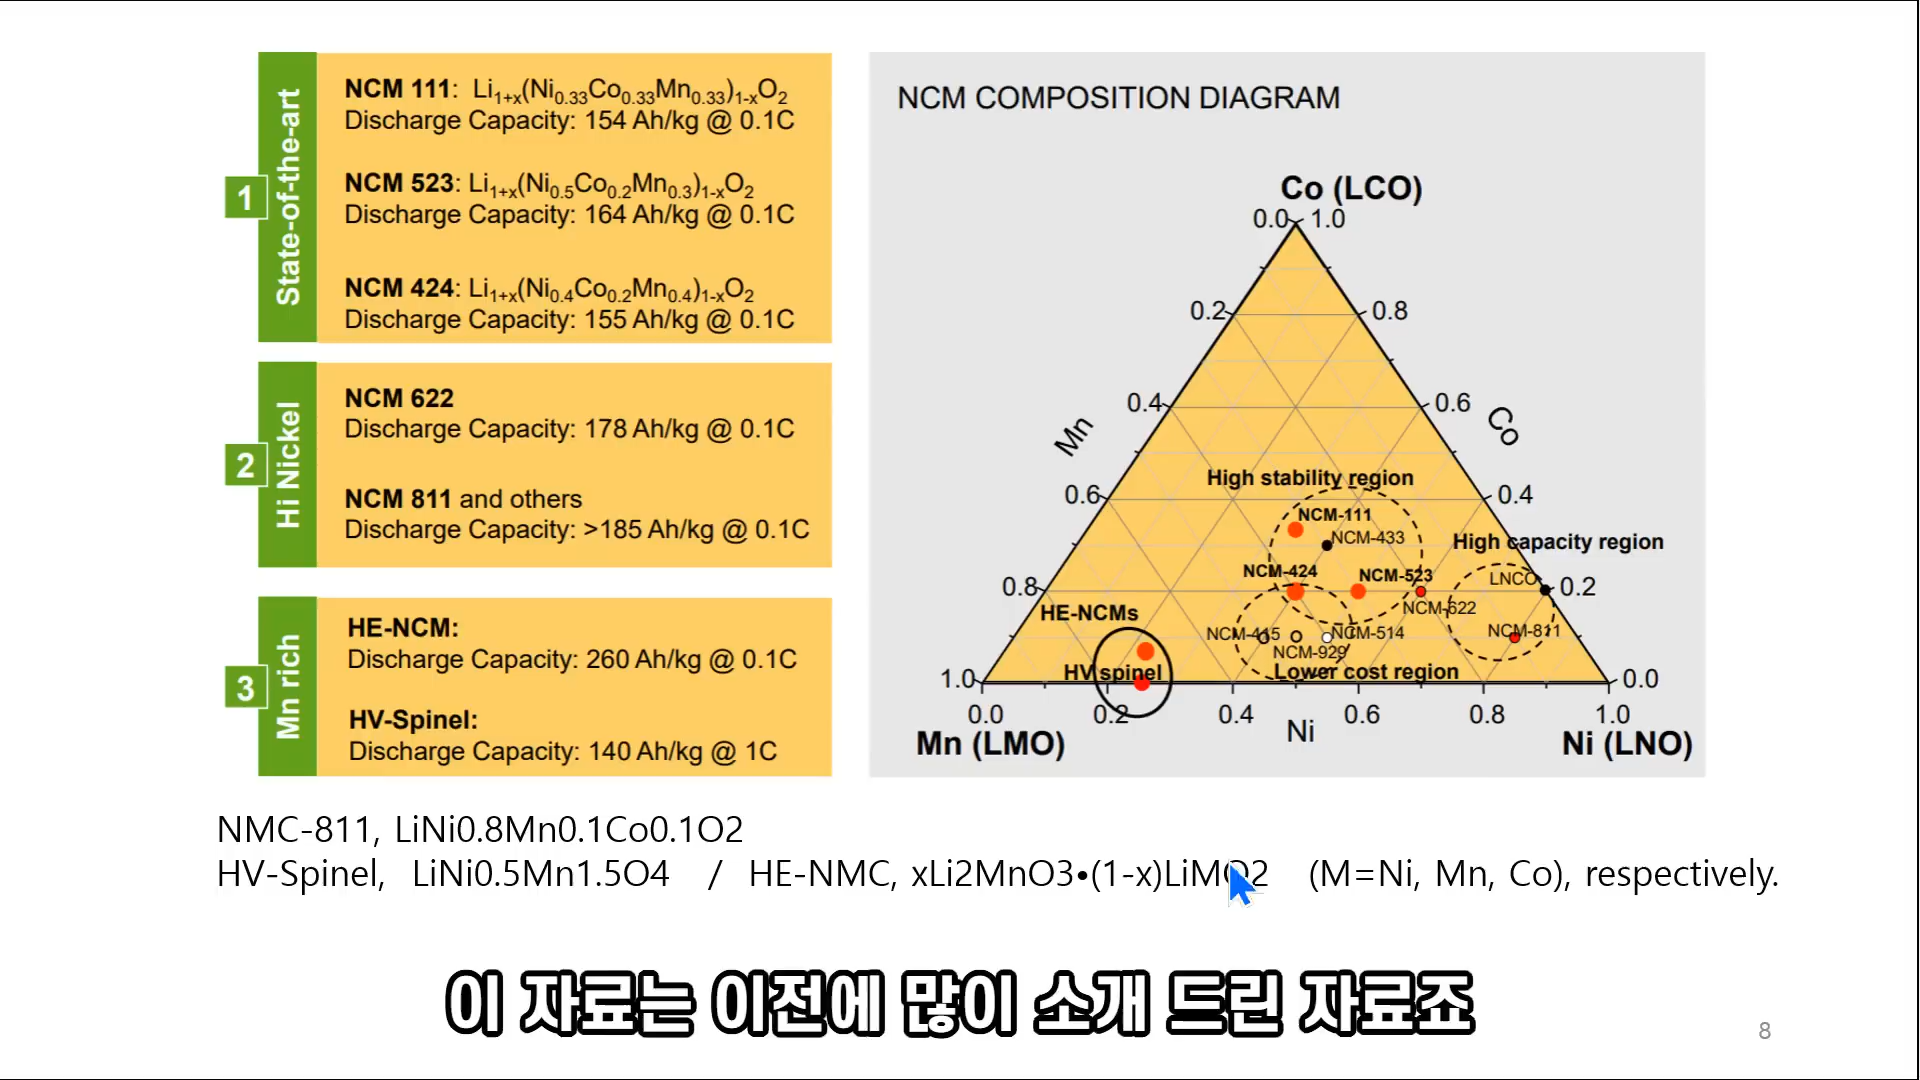 1
State-of-the-art
NCM 111: Li1+x(Ni0.33Co0.33Mn0.33)1-xO2
Discharge Capacity: 154 Ah/kg @ 0.1C
NCM 523: Li1+x(Ni0.5Co0.2Mn0.3)1-xO2
Discharge Capacity: 164 Ah/kg @ 0.1C
NCM 424: Li1+x(Ni0.4Co0.2Mn0.4)1-xO2
Discharge Capacity: 155 Ah/kg @ 0.1C
2
Hi Nickel
NCM 622
Discharge Capacity: 178 Ah/kg @ 0.1C
NCM 811 and others
Discharge Capacity: >185 Ah/kg @ 0.1C
3
Mn rich
HE-NCM:
Discharge Capacity: 260 Ah/kg @ 0.1C
HV-Spinel:
Discharge Capacity: 140 Ah/kg @ 1C
NCM COMPOSITION DIAGRAM
Co (LCO)
0.0 1.0
0.2 0.8
0.4 0.6
Mn Co
High stability region
0.6 0.4
NCM-111
NCM-433
High capacity region
NCM-424 NCM-523 LNCO
0.8 0.2
HE-NCMs NCM-622
NCM-415 NCM-514 NCM-811
NCM-929
HV spinel Lower cost region
1.0 0.0
0.0 0.2 0.4 0.6 0.8 1.0
Ni
Mn (LMO) Ni (LNO)
NMC-811, LiNi0.8Mn0.1Co0.1O2
HV-Spinel, LiNi0.5Mn1.5O4 / HE-NMC, xLi2MnO3•(1-x)LiMO2 (M=Ni, Mn, Co), respectively.
이 자료는 이전에 많이 소개 드린 자료죠
8